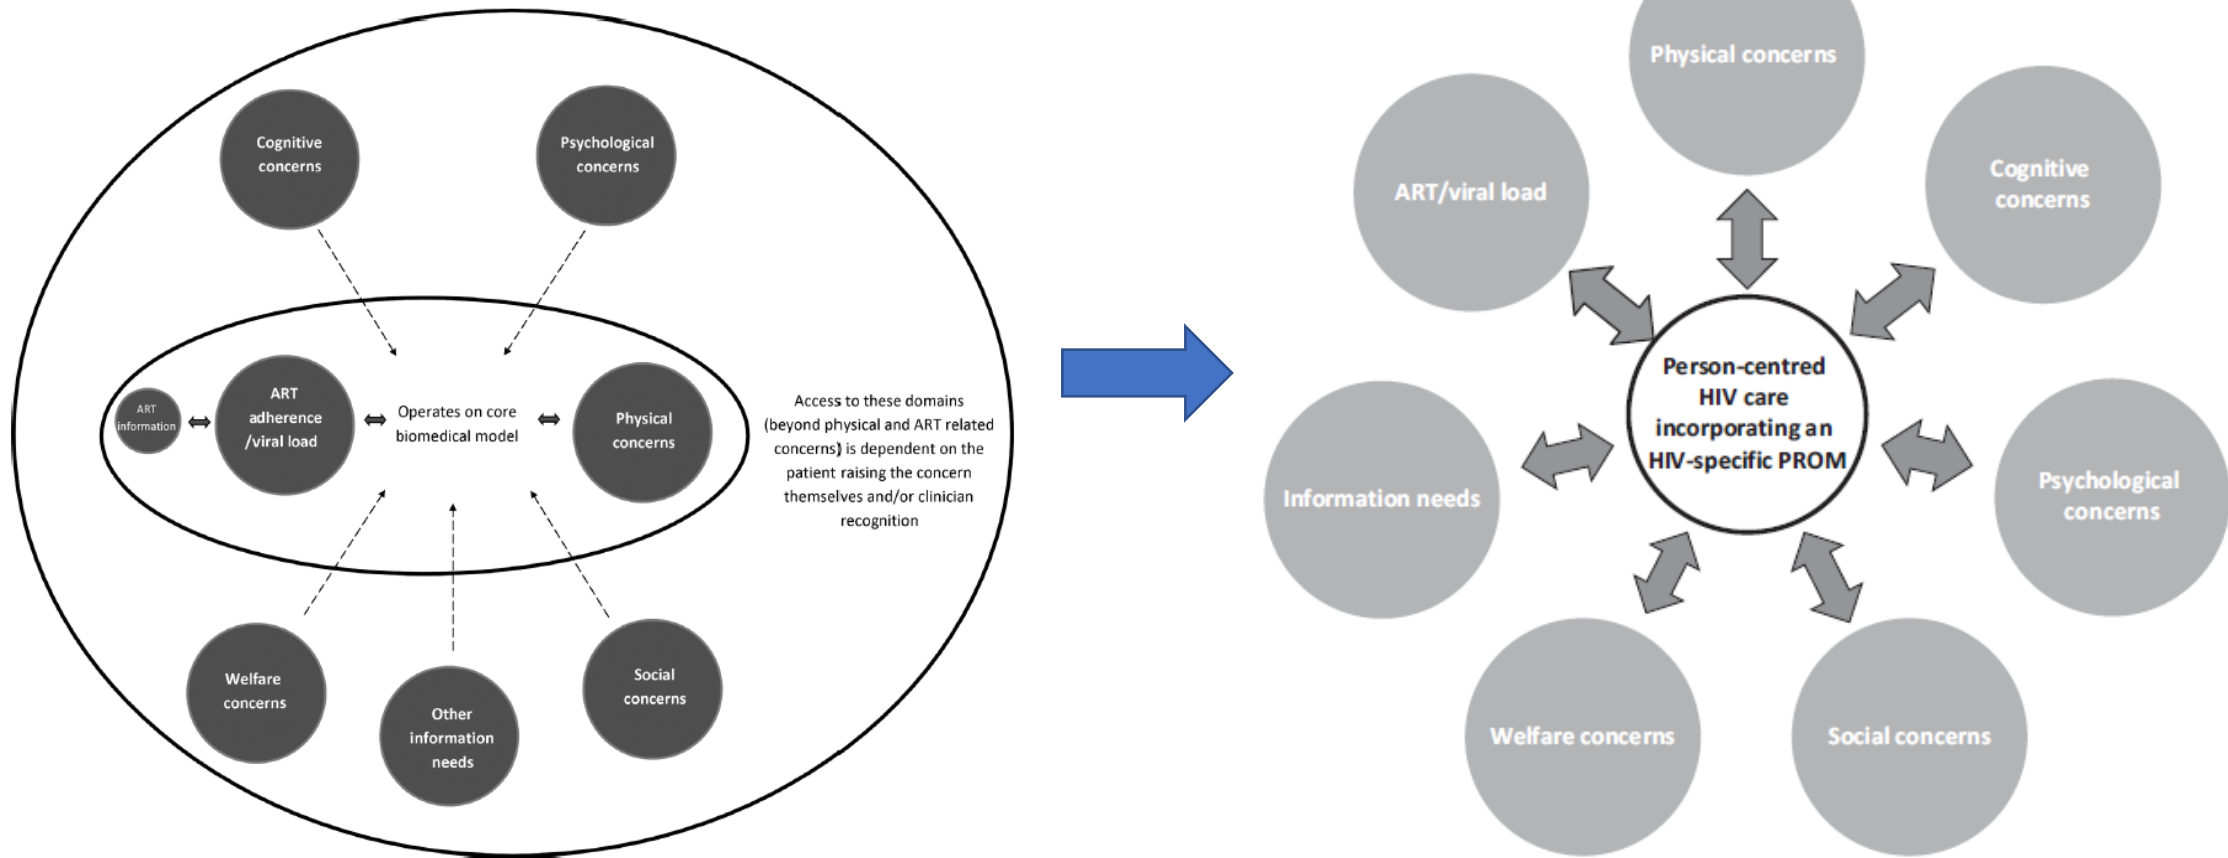 Cognitive
concerns
Psychological
concerns
ART
information
ART
adherence
/viral load
Operates on core
biomedical model
Physical
concerns
Access to these domains
(beyond physical and ART related
concerns) is dependent on the
patient raising the concern
themselves and/or clinician
recognition
Welfare
concerns
Other
information
needs
Social
concerns
Physical concerns
ART/viral load
Cognitive
concerns
Person-centred
HIV care
incorporating an
HIV-specific PROM
Information needs
Psychological
concerns
Welfare concerns
Social concerns